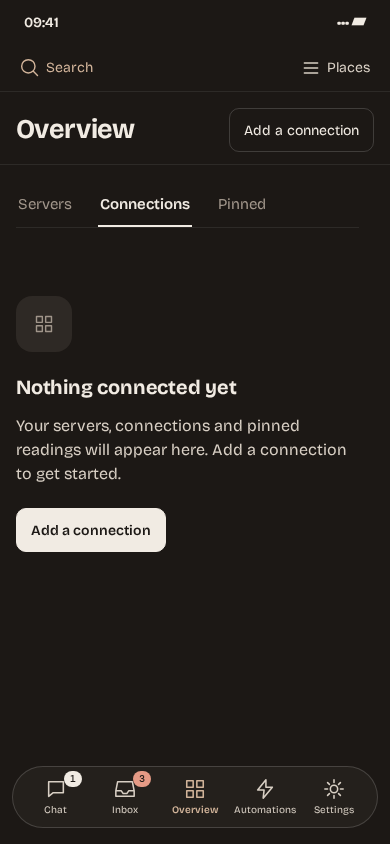 09:41
Search
Places
Overview
Add a connection
Servers
Connections
Pinned
Nothing connected yet
Your servers, connections and pinned
readings will appear here. Add a connection
to get started.
Add a connection
1
3
Chat
Inbox
Overview
Automations
Settings